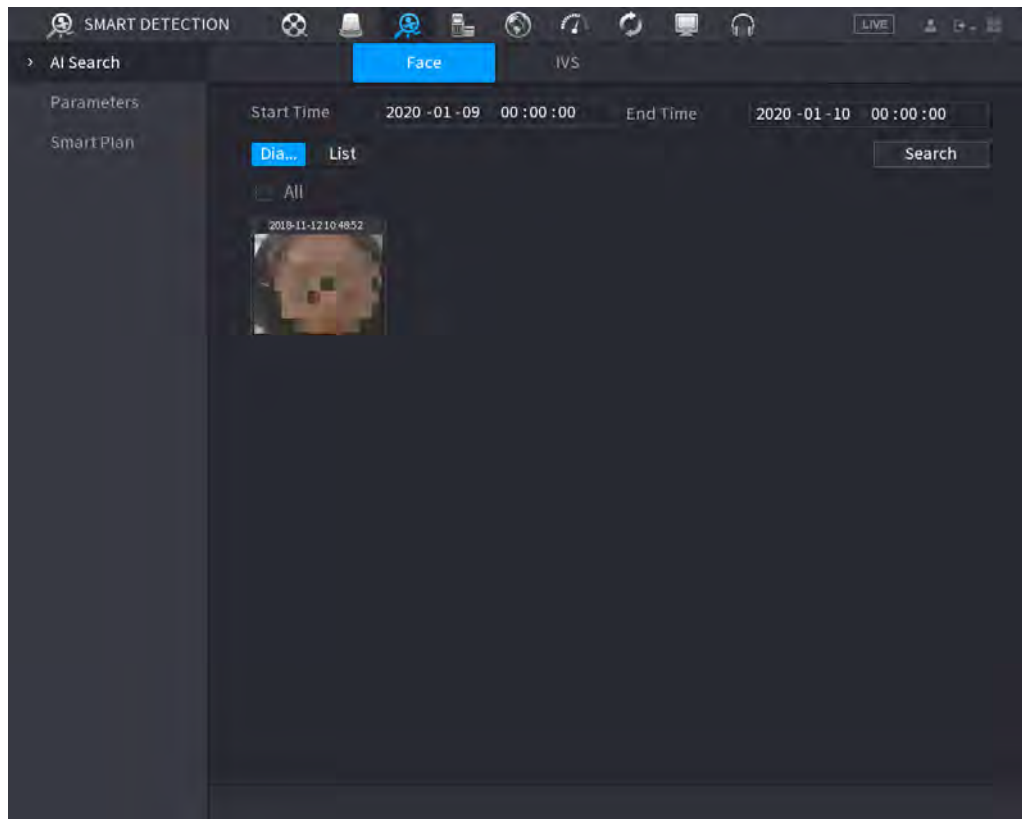 SMART DETECTION LIVE
AI Search Face IVS
Parameters
Smart Plan
Start Time 2020 -01 -09 00 : 00 : 00 End Time 2020 -01 -10 00 : 00 : 00
Dia... List Search
All
2018-11-12 10:48:52